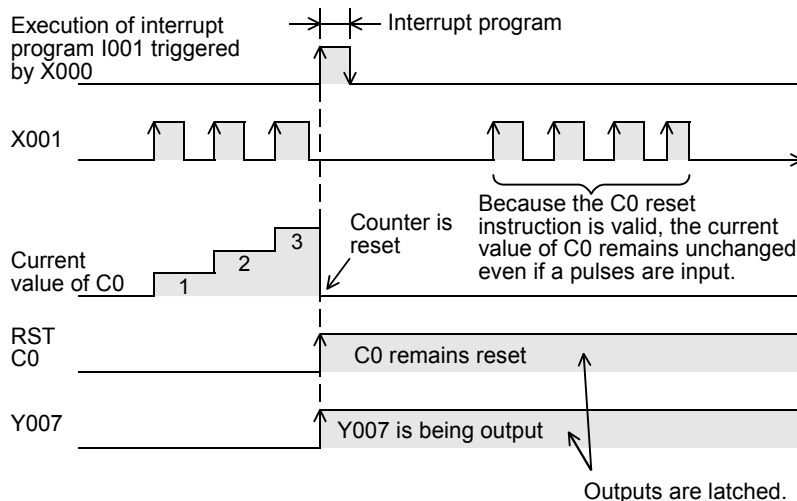 Execution of interrupt
program I001 triggered
by X000
Interrupt program
X001
Because the C0 reset
instruction is valid, the current
value of C0 remains unchanged
even if a pulses are input.
Counter is
reset
Current
value of C0
1
2
3
RST
C0
C0 remains reset
Y007
Y007 is being output
Outputs are latched.